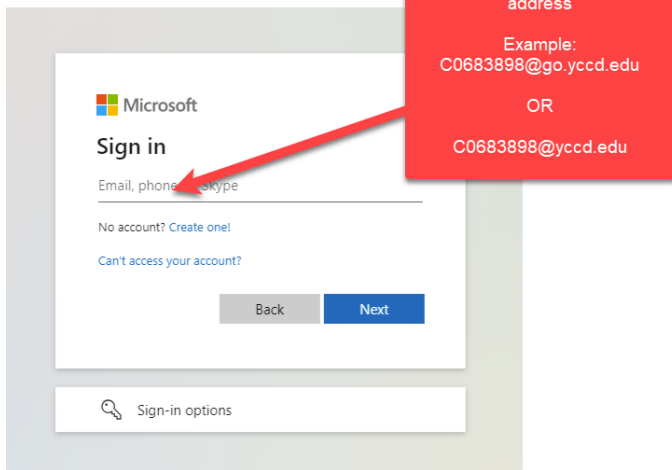 address
Example:
C0683898@go.yccd.edu
OR
C0683898@yccd.edu
Microsoft
Sign in
Email, phone Skype
No account? Create one!
Can't access your account?
Back
Next
Sign-in options